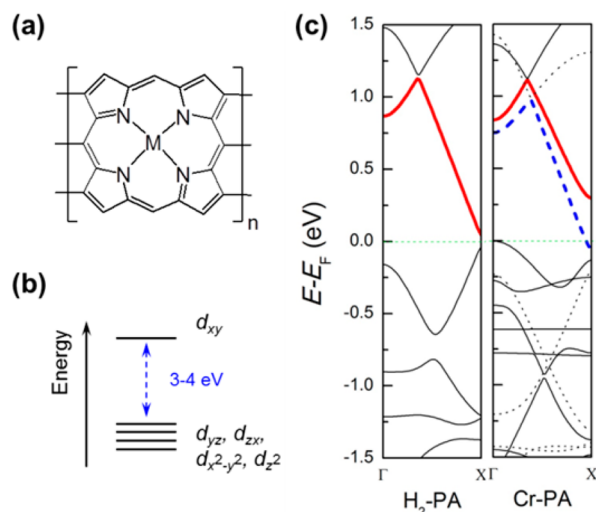 (a)
N
N
M
N
N
n
(b)
Energy
d_xy
3-4 eV
d_yz, d_zx,
d_x²-y², d_z²
(c)
E-E_F (eV)
1.5
1.0
0.5
0.0
-0.5
-1.0
-1.5
Γ
X
Γ
X
H₂-PA
Cr-PA